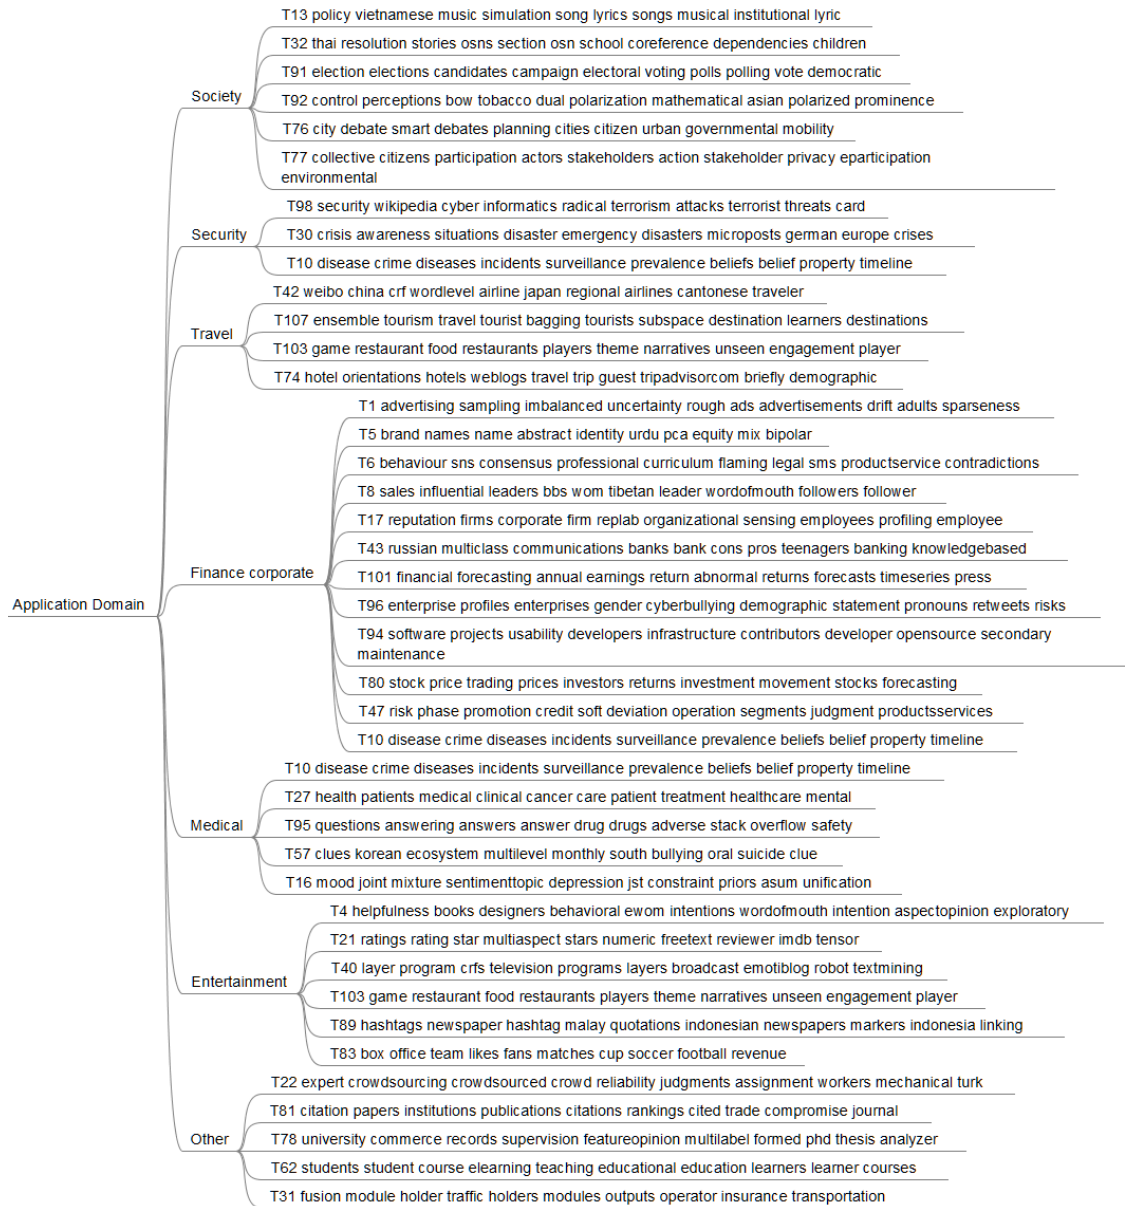 T13 policy vietnamese music simulation song lyrics songs musical institutional lyric
T32 thai resolution stories osns section osn school coreference dependencies children
T91 election elections candidates campaign electoral voting polls polling vote democratic
Society
T92 control perceptions bow tobacco dual polarization mathematical asian polarized prominence
T76 city debate smart debates planning cities citizen urban governmental mobility
T77 collective citizens participation actors stakeholders action stakeholder privacy eparticipation
environmental
T98 security wikipedia cyber informatics radical terrorism attacks terrorist threats card
Security
T30 crisis awareness situations disaster emergency disasters microposts german europe crises
T10 disease crime diseases incidents surveillance prevalence beliefs belief property timeline
T42 weibo china crf wordlevel airline japan regional airlines cantonese traveler
T107 ensemble tourism travel tourist bagging tourists subspace destination learners destinations
Travel
T103 game restaurant food restaurants players theme narratives unseen engagement player
T74 hotel orientations hotels weblogs travel trip guest tripadvisorcom briefly demographic
T1 advertising sampling imbalanced uncertainty rough ads advertisements drift adults sparseness
T5 brand names name abstract identity urdu pca equity mix bipolar
T6 behaviour sns consensus professional curriculum flaming legal sms productservice contradictions
T8 sales influential leaders bbs wom tibetan leader wordofmouth followers follower
T17 reputation firms corporate firm replab organizational sensing employees profiling employee
T43 russian multiclass communications banks bank cons pros teenagers banking knowledgebased
Finance corporate
T101 financial forecasting annual earnings return abnormal returns forecasts timeseries press
Application Domain
T96 enterprise profiles enterprises gender cyberbullying demographic statement pronouns retweets risks
T94 software projects usability developers infrastructure contributors developer opensource secondary
maintenance
T80 stock price trading prices investors returns investment movement stocks forecasting
T47 risk phase promotion credit soft deviation operation segments judgment productsservices
T10 disease crime diseases incidents surveillance prevalence beliefs belief property timeline
T10 disease crime diseases incidents surveillance prevalence beliefs belief property timeline
T27 health patients medical clinical cancer care patient treatment healthcare mental
Medical
T95 questions answering answers answer drug drugs adverse stack overflow safety
T57 clues korean ecosystem multilevel monthly south bullying oral suicide clue
T16 mood joint mixture sentimenttopic depression jst constraint priors asum unification
T4 helpfulness books designers behavioral ewom intentions wordofmouth intention aspectopinion exploratory
T21 ratings rating star multiaspect stars numeric freetext reviewer imdb tensor
T40 layer program crfs television programs layers broadcast emotiblog robot textmining
Entertainment
T103 game restaurant food restaurants players theme narratives unseen engagement player
T89 hashtags newspaper hashtag malay quotations indonesian newspapers markers indonesia linking
T83 box office team likes fans matches cup soccer football revenue
T22 expert crowdsourcing crowdsourced crowd reliability judgments assignment workers mechanical turk
T81 citation papers institutions publications citations rankings cited trade compromise journal
Other
T78 university commerce records supervision featureopinion multilabel formed phd thesis analyzer
T62 students student course elearning teaching educational education learners learner courses
T31 fusion module holder traffic holders modules outputs operator insurance transportation